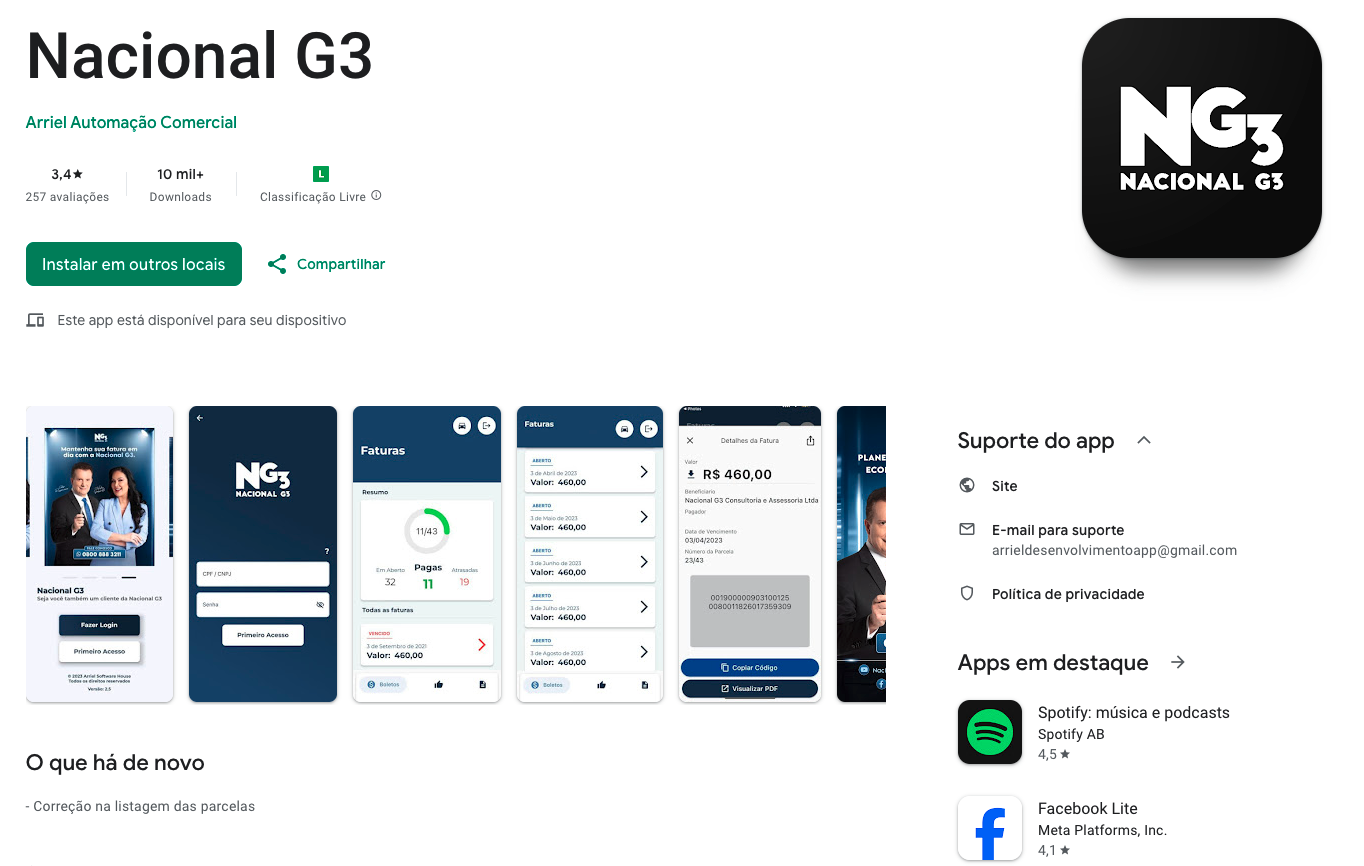 Nacional G3
Arriel Automação Comercial
3,4★
257 avaliações
10 mil+
Downloads
L
Classificação Livre
Instalar em outros locais
Compartilhar
Este app está disponível para seu dispositivo
NG3
NACIONAL G3
NG3
Mantenha sua fatura em
dia com a Nacional G3.
0800 888 3211
Nacional G3
Seja você também um cliente da Nacional G3
Fazer Login
Primeiro Acesso
© 2023 Arriel Software House
Todos os direitos reservados
Versão: 2.5
NG3
NACIONAL G3
?
CPF / CNPJ
Senha
Primeiro Acesso
Faturas
Resumo
11/43
Em Aberto
32
Pagas
11
Atrasadas
19
Todas as faturas
VENCIDO
3 de Setembro de 2021
Valor: 460,00
Boletos
Faturas
ABERTO
3 de Abril de 2023
Valor: 460,00
ABERTO
3 de Maio de 2023
Valor: 460,00
ABERTO
3 de Junho de 2023
Valor: 460,00
ABERTO
3 de Julho de 2023
Valor: 460,00
ABERTO
3 de Agosto de 2023
Valor: 460,00
Boletos
Photos
Faturas
Detalhes da Fatura
Valor
R$ 460,00
Beneficiário
Nacional G3 Consultoria e Assessoria Ltda
Pagador
Data de Vencimento
03/04/2023
Número da Parcela
23/43
001900000903100125
0080011826017359309
Copiar Código
Visualizar PDF
PLANE
ECO
Naci
O que há de novo
- Correção na listagem das parcelas
Suporte do app
Site
E-mail para suporte
arrieldesenvolvimentoapp@gmail.com
Política de privacidade
Apps em destaque
Spotify: música e podcasts
Spotify AB
4,5★
Facebook Lite
Meta Platforms, Inc.
4,1★